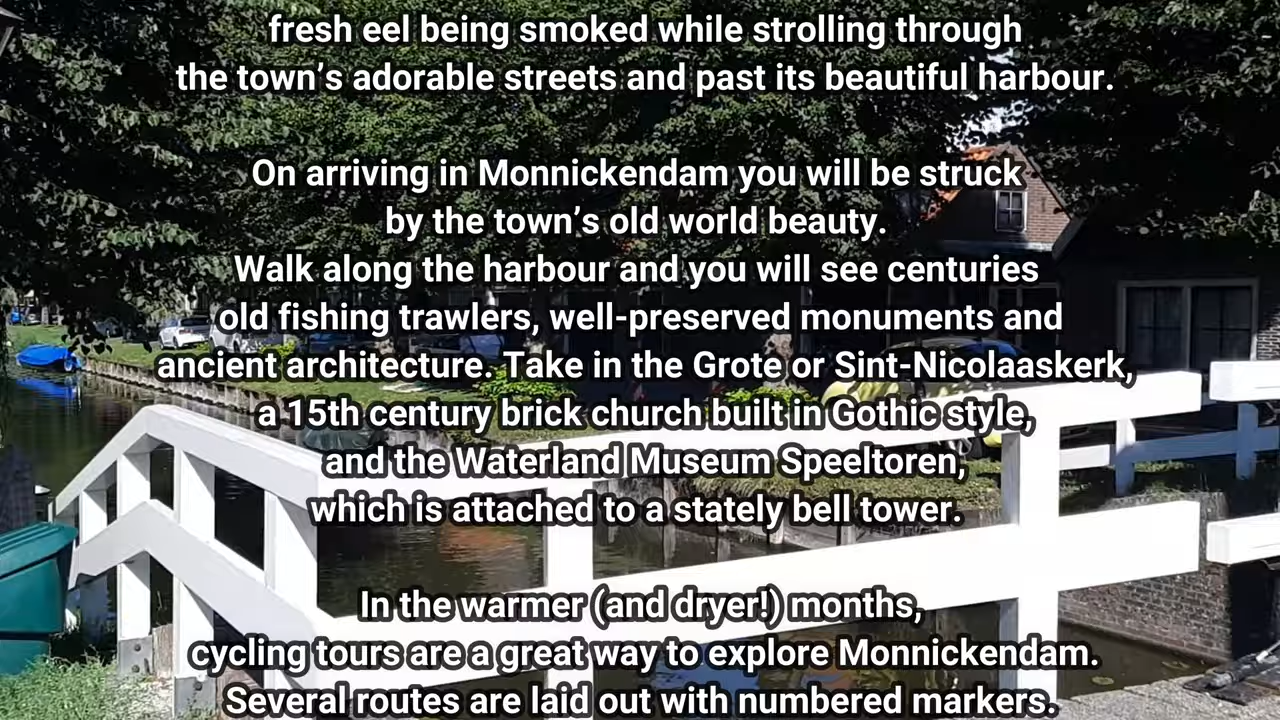 fresh eel being smoked while strolling through
the town’s adorable streets and past its beautiful harbour.
On arriving in Monnickendam you will be struck
by the town’s old world beauty.
Walk along the harbour and you will see centuries
old fishing trawlers, well-preserved monuments and
ancient architecture. Take in the Grote or Sint-Nicolaaskerk,
a 15th century brick church built in Gothic style,
and the Waterland Museum Speeltoren,
which is attached to a stately bell tower.
In the warmer (and dryer!) months,
cycling tours are a great way to explore Monnickendam.
Several routes are laid out with numbered markers.